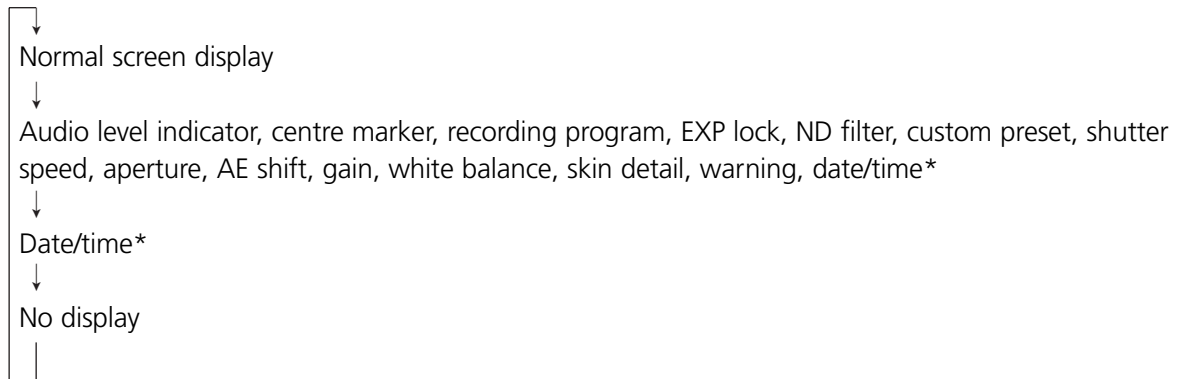 Normal screen display
Audio level indicator, centre marker, recording program, EXP lock, ND filter, custom preset, shutter
speed, aperture, AE shift, gain, white balance, skin detail, warning, date/time*
Date/time*
No display